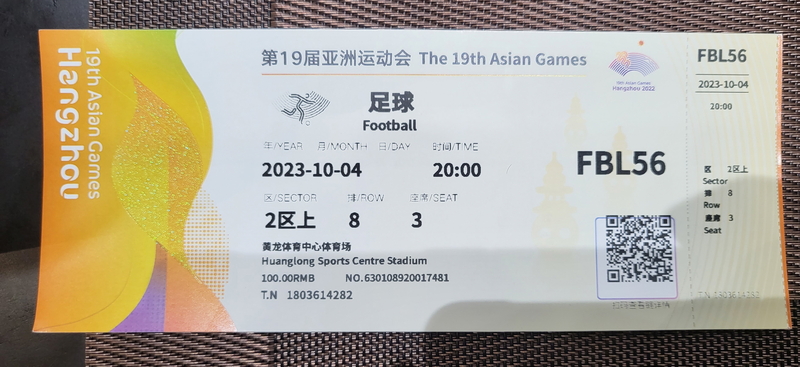 19th Asian Games
Hangzhou
第19届亚洲运动会 The 19th Asian Games
19th Asian Games
Hangzhou 2022
足球
Football
年/YEAR 月/MONTH 日/DAY 时间/TIME
2023-10-04 20:00
FBL56
区/SECTOR 排/ROW 座席/SEAT
2区上 8 3
黄龙体育中心体育场
Huanglong Sports Centre Stadium
100.00RMB NO.630108920017481
T.N 1803614282
FBL56
2023-10-04
20:00
区 2区上
Sector
排 8
Row
座席 3
Seat
T.N 1803614282